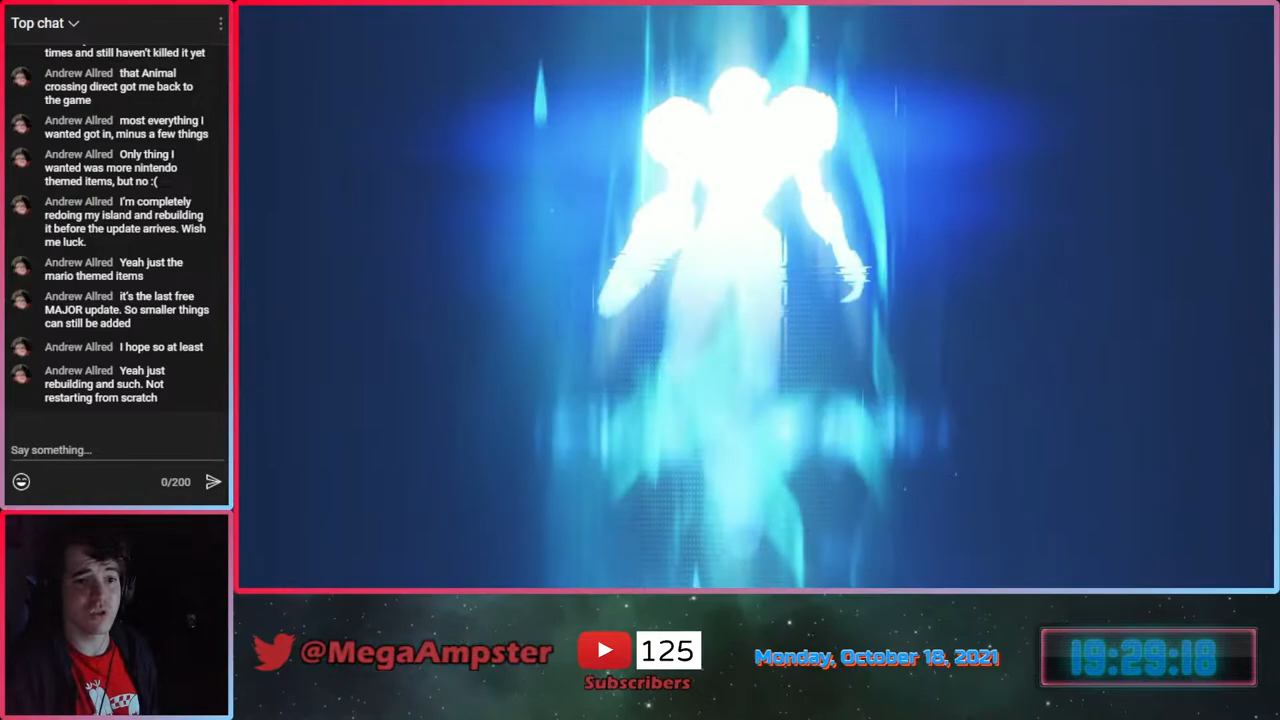 Top chat
times and still haven't killed it yet
Andrew Allred that Animal
crossing direct got me back to
the game
Andrew Allred most everything I
wanted got in, minus a few things
Andrew Allred Only thing I
wanted was more nintendo
themed items, but no :(
Andrew Allred I'm completely
redoing my island and rebuilding
it before the update arrives. Wish
me luck.
Andrew Allred Yeah just the
mario themed items
Andrew Allred it's the last free
MAJOR update. So smaller things
can still be added
Andrew Allred I hope so at least
Andrew Allred Yeah just
rebuilding and such. Not
restarting from scratch
Say something...
0/200
@MegaAmpster
125
Subscribers
Monday, October 18, 2021
19:29:18